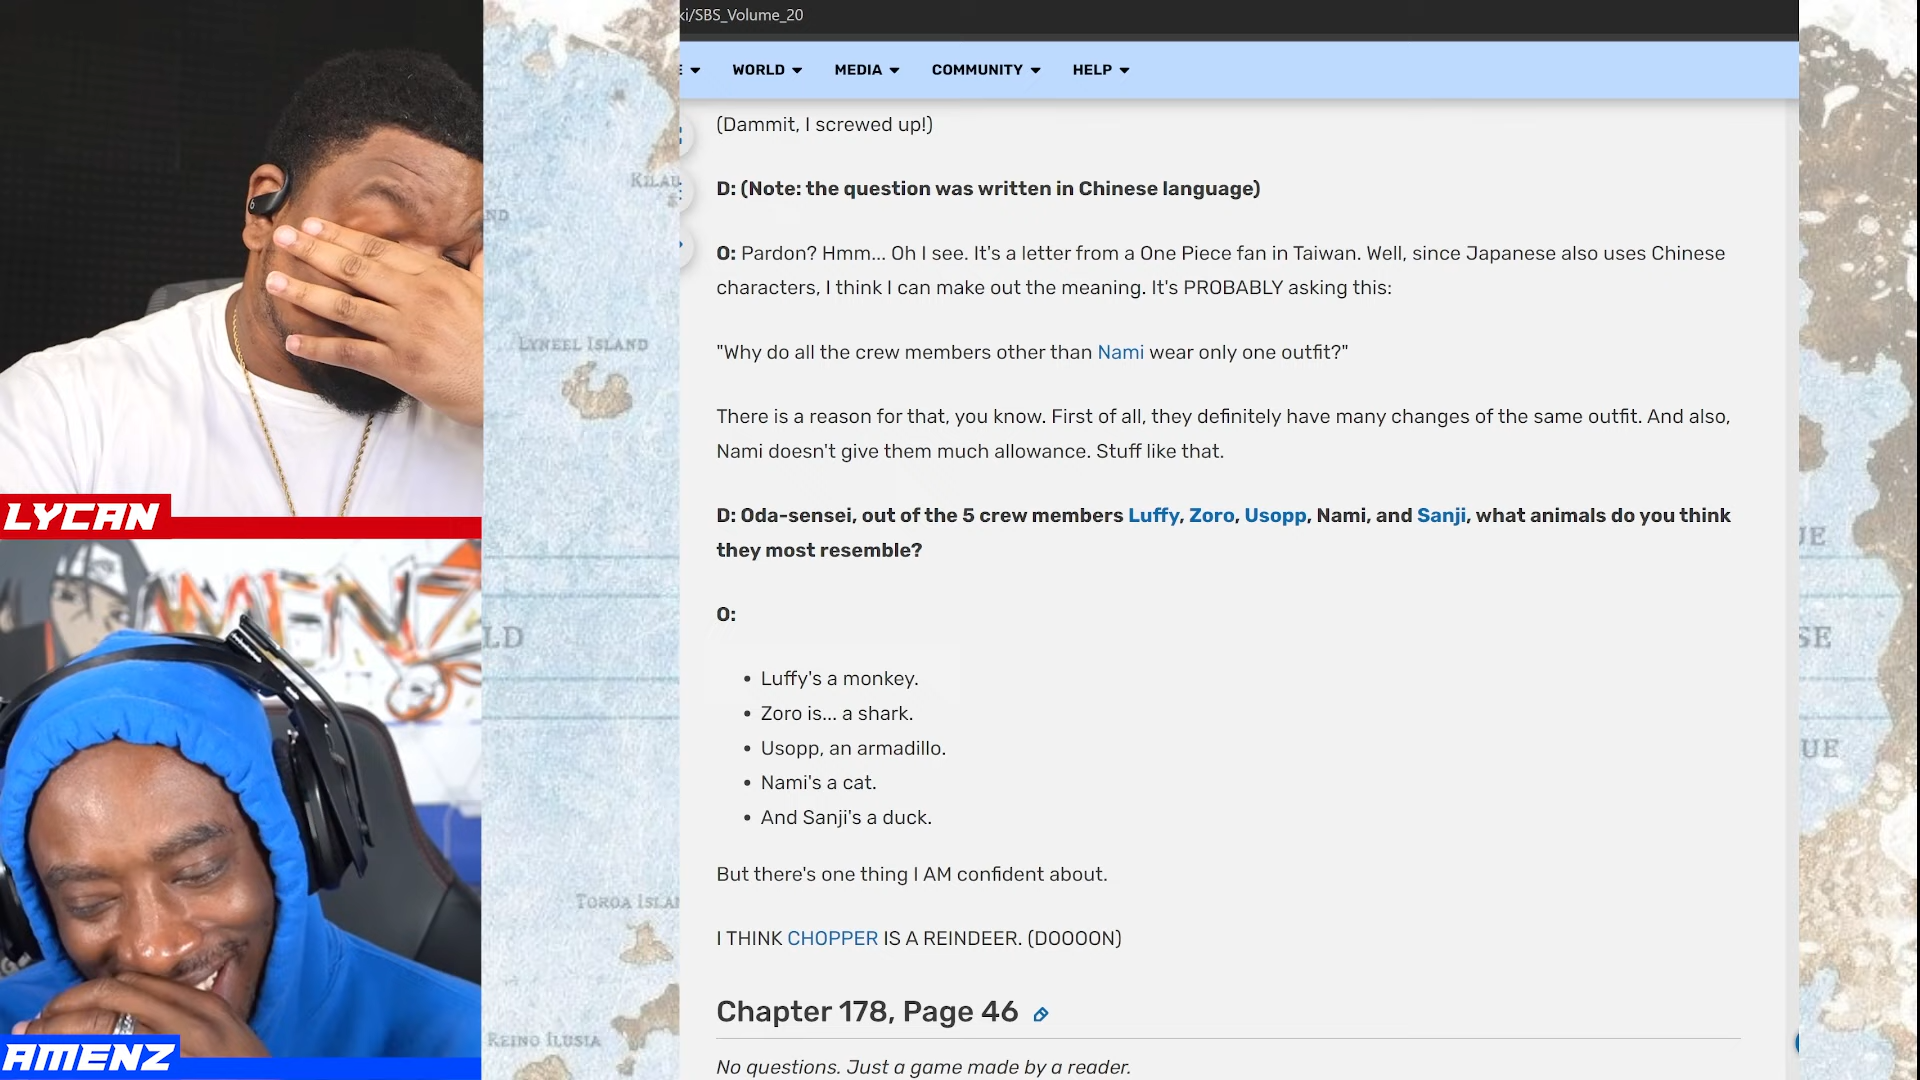 ki/SBS_Volume_20
WORLD
MEDIA
COMMUNITY
HELP
(Dammit, I screwed up!)
D: (Note: the question was written in Chinese language)
O: Pardon? Hmm... Oh I see. It's a letter from a One Piece fan in Taiwan. Well, since Japanese also uses Chinese
characters, I think I can make out the meaning. It's PROBABLY asking this:
"Why do all the crew members other than Nami wear only one outfit?"
There is a reason for that, you know. First of all, they definitely have many changes of the same outfit. And also,
Nami doesn't give them much allowance. Stuff like that.
D: Oda-sensei, out of the 5 crew members Luffy, Zoro, Usopp, Nami, and Sanji, what animals do you think
they most resemble?
O:
• Luffy's a monkey.
• Zoro is... a shark.
• Usopp, an armadillo.
• Nami's a cat.
• And Sanji's a duck.
But there's one thing I AM confident about.
I THINK CHOPPER IS A REINDEER. (DOOOON)
Chapter 178, Page 46
No questions. Just a game made by a reader.
LYCAN
AMENZ
AMENZ
LYNEEL ISLAND
LD
TOROA ISLA
REINO ILUSIA
KILAU
ND
UE
SE
UE